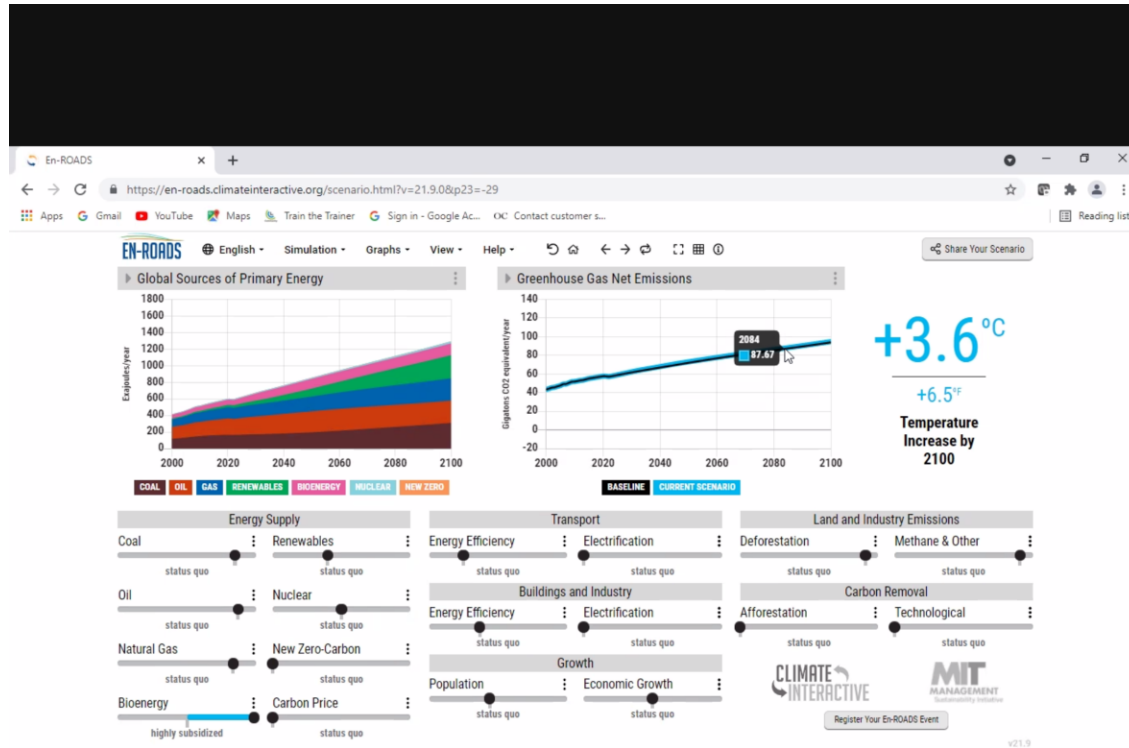 En-ROADS
https://en-roads.climateinteractive.org/scenario.html?v=21.9.0&p23=-29
Apps Gmail YouTube Maps Train the Trainer Sign in - Google Ac... OC Contact customer s... Reading list
EN-ROADS English Simulation Graphs View Help Share Your Scenario
Global Sources of Primary Energy
1800
1600
1400
1200
1000
800
600
400
200
0
Exajoules/year
2000 2020 2040 2060 2080 2100
COAL OIL GAS RENEWABLES BIOENERGY NUCLEAR NEW ZERO
Greenhouse Gas Net Emissions
140
120
100
80
60
40
20
0
-20
Gigatons CO2 equivalent/year
2084
87.67
2000 2020 2040 2060 2080 2100
BASELINE CURRENT SCENARIO
+3.6°C
+6.5°F
Temperature
Increase by
2100
Energy Supply
Coal Renewables
status quo status quo
Oil Nuclear
status quo status quo
Natural Gas New Zero-Carbon
status quo status quo
Bioenergy Carbon Price
highly subsidized status quo
Transport
Energy Efficiency Electrification
status quo status quo
Buildings and Industry
Energy Efficiency Electrification
status quo status quo
Growth
Population Economic Growth
status quo status quo
Land and Industry Emissions
Deforestation Methane & Other
status quo status quo
Carbon Removal
Afforestation Technological
status quo status quo
CLIMATE
INTERACTIVE
MIT
MANAGEMENT
Sustainability Initiative
Register Your En-ROADS Event
v21.9